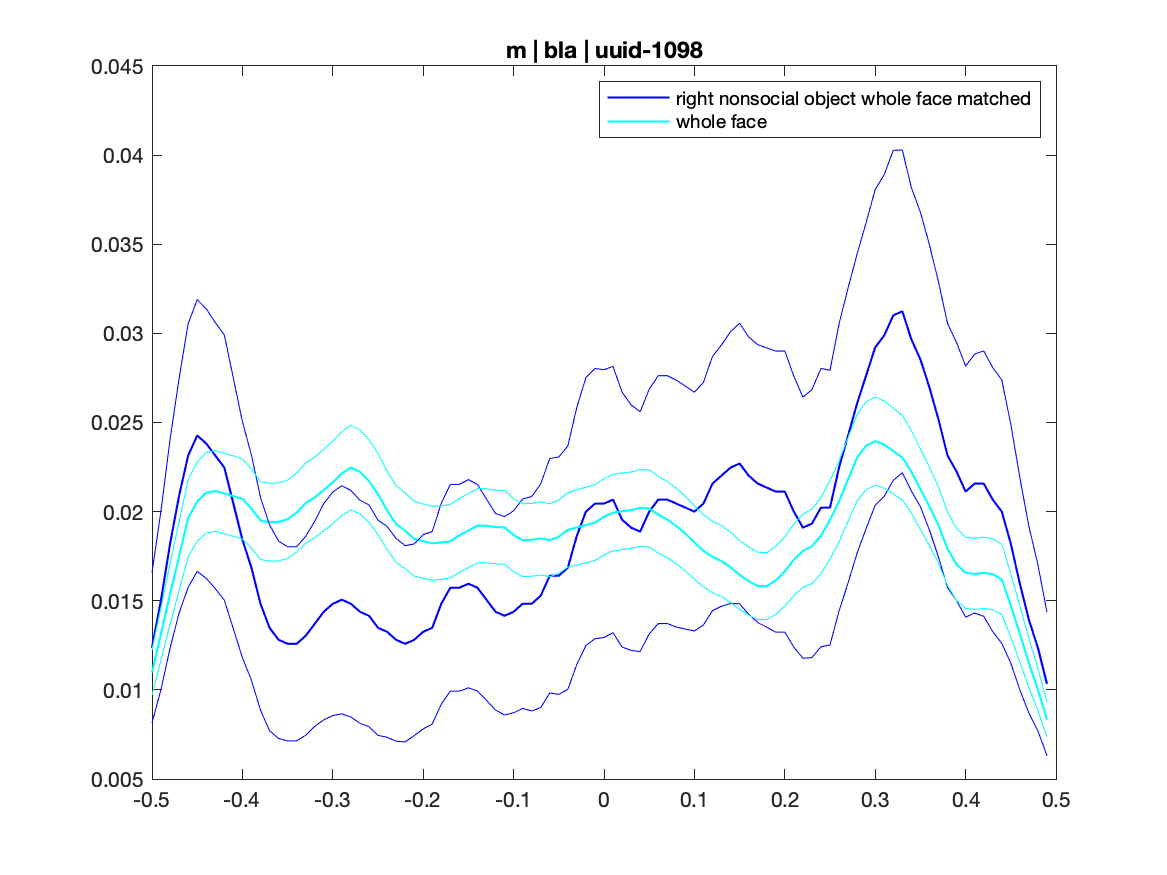 m | bla | uuid-1098
right nonsocial object whole face matched
whole face
0.045
0.04
0.035
0.03
0.025
0.02
0.015
0.01
0.005
-0.5 -0.4 -0.3 -0.2 -0.1 0 0.1 0.2 0.3 0.4 0.5